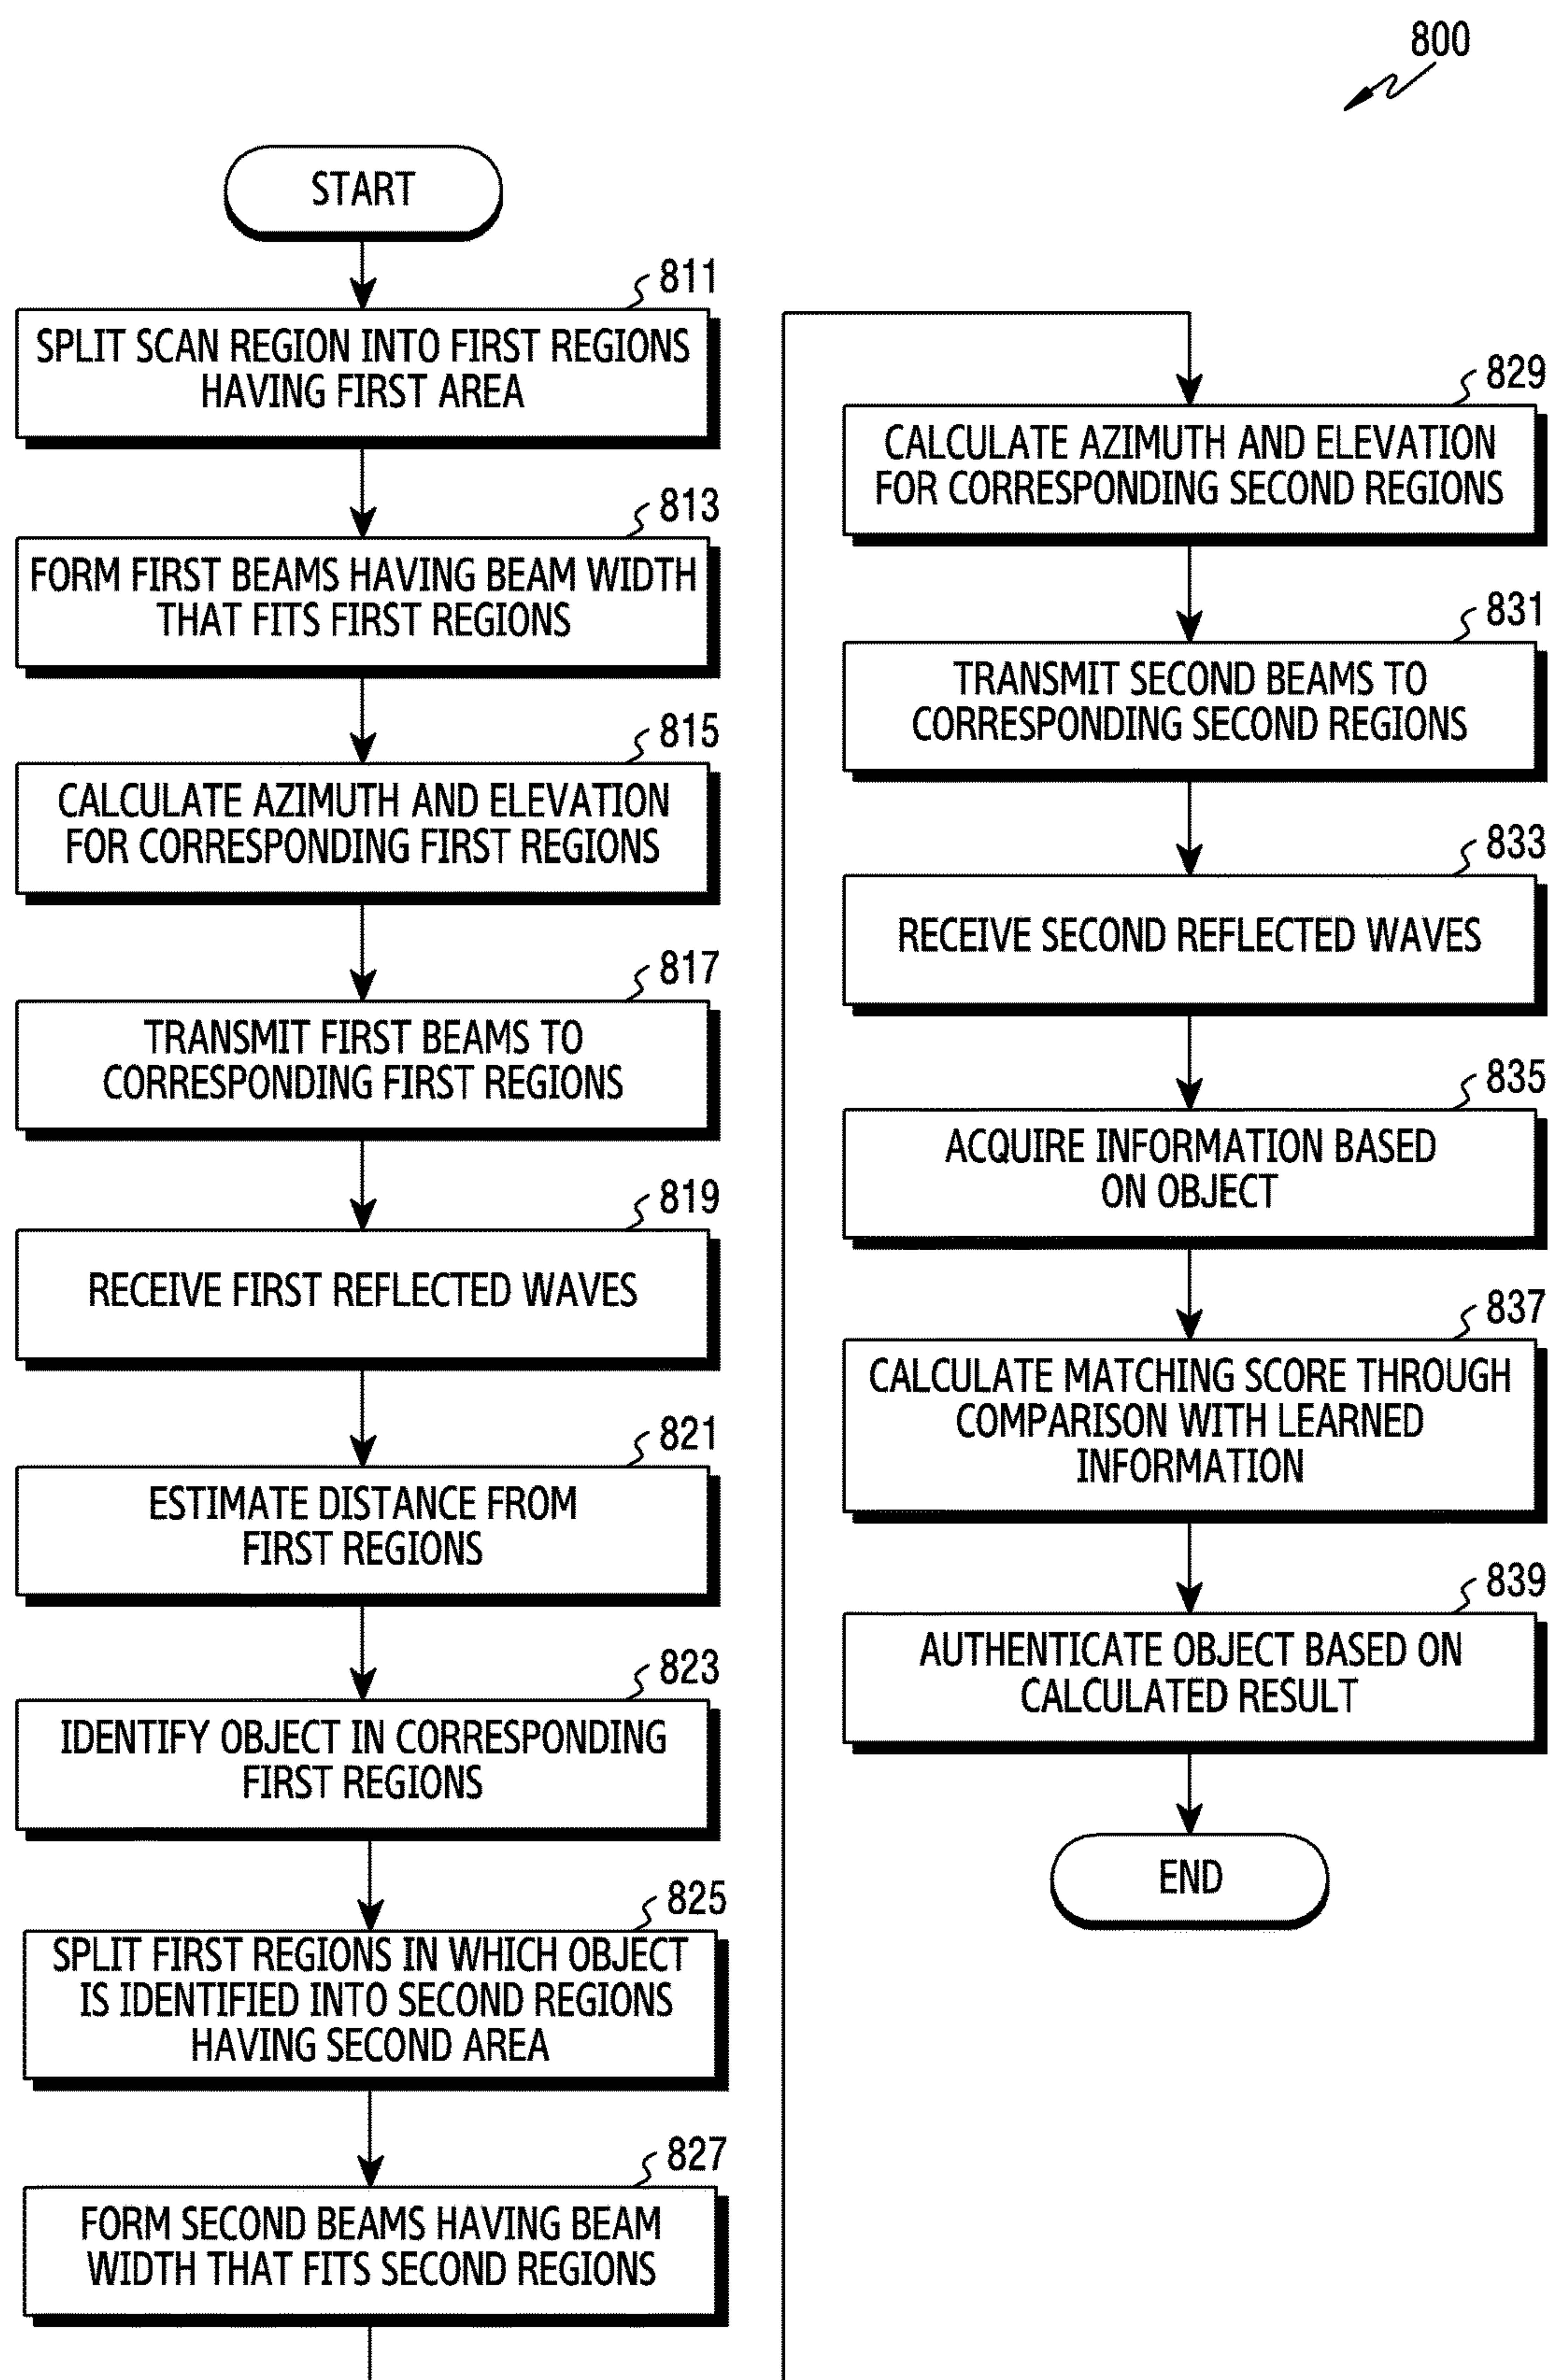 800
START
811
SPLIT SCAN REGION INTO FIRST REGIONS
HAVING FIRST AREA
813
FORM FIRST BEAMS HAVING BEAM WIDTH
THAT FITS FIRST REGIONS
815
CALCULATE AZIMUTH AND ELEVATION
FOR CORRESPONDING FIRST REGIONS
817
TRANSMIT FIRST BEAMS TO
CORRESPONDING FIRST REGIONS
819
RECEIVE FIRST REFLECTED WAVES
821
ESTIMATE DISTANCE FROM
FIRST REGIONS
823
IDENTIFY OBJECT IN CORRESPONDING
FIRST REGIONS
825
SPLIT FIRST REGIONS IN WHICH OBJECT
IS IDENTIFIED INTO SECOND REGIONS
HAVING SECOND AREA
827
FORM SECOND BEAMS HAVING BEAM
WIDTH THAT FITS SECOND REGIONS
829
CALCULATE AZIMUTH AND ELEVATION
FOR CORRESPONDING SECOND REGIONS
831
TRANSMIT SECOND BEAMS TO
CORRESPONDING SECOND REGIONS
833
RECEIVE SECOND REFLECTED WAVES
835
ACQUIRE INFORMATION BASED
ON OBJECT
837
CALCULATE MATCHING SCORE THROUGH
COMPARISON WITH LEARNED
INFORMATION
839
AUTHENTICATE OBJECT BASED ON
CALCULATED RESULT
END